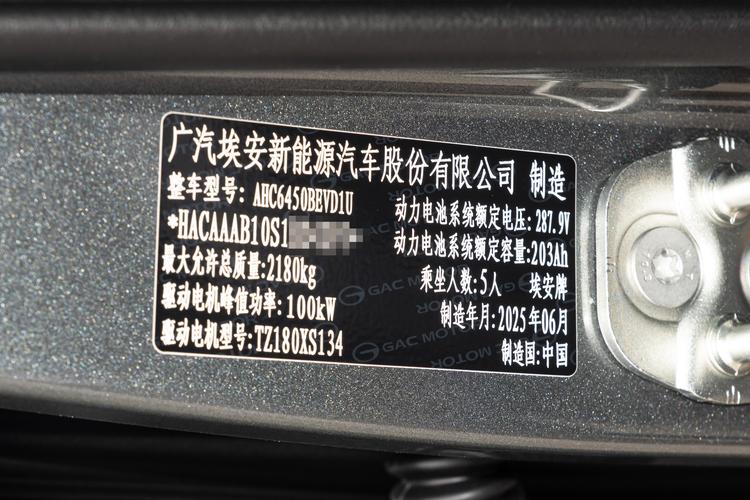 广汽埃安新能源汽车股份有限公司 制造
整车型号: AHC6450BEVD1U
动力电池系统额定电压: 287.9V
*HACAAAB10S1
动力电池系统额定容量:203Ah
最大允许总质量:2180kg
乘坐人数:5人 埃安牌
驱动电机峰值功率: 100kW
制造年月:2025年06月
驱动电机型号:TZ180XS134
制造国:中国
GAC MOTOR
GAC MOTOR